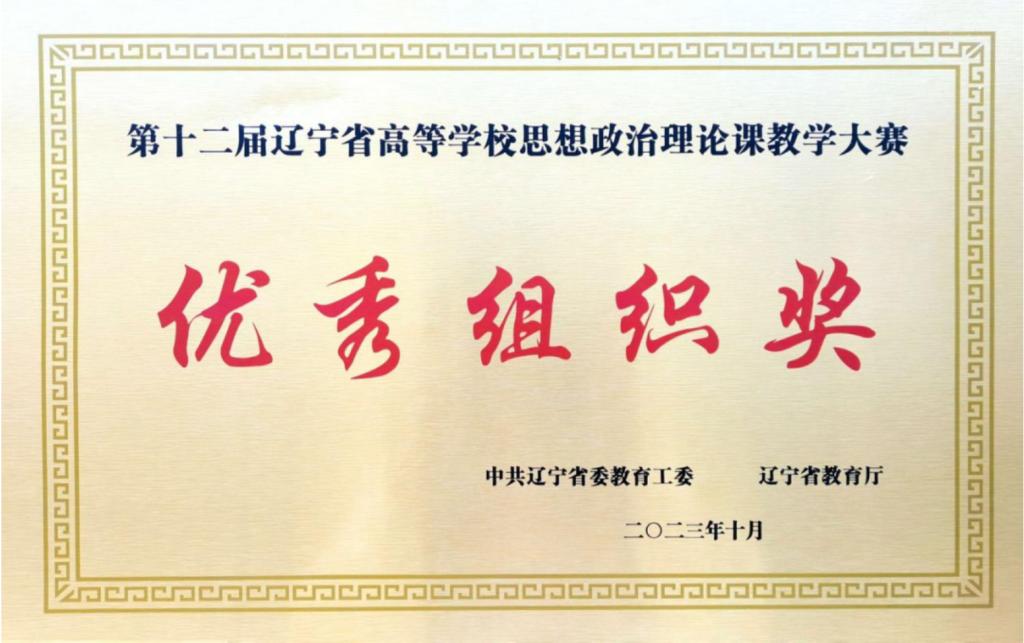 第十二届辽宁省高等学校思想政治理论课教学大赛
优秀组织奖
中共辽宁省委教育工委 辽宁省教育厅
二〇二三年十月